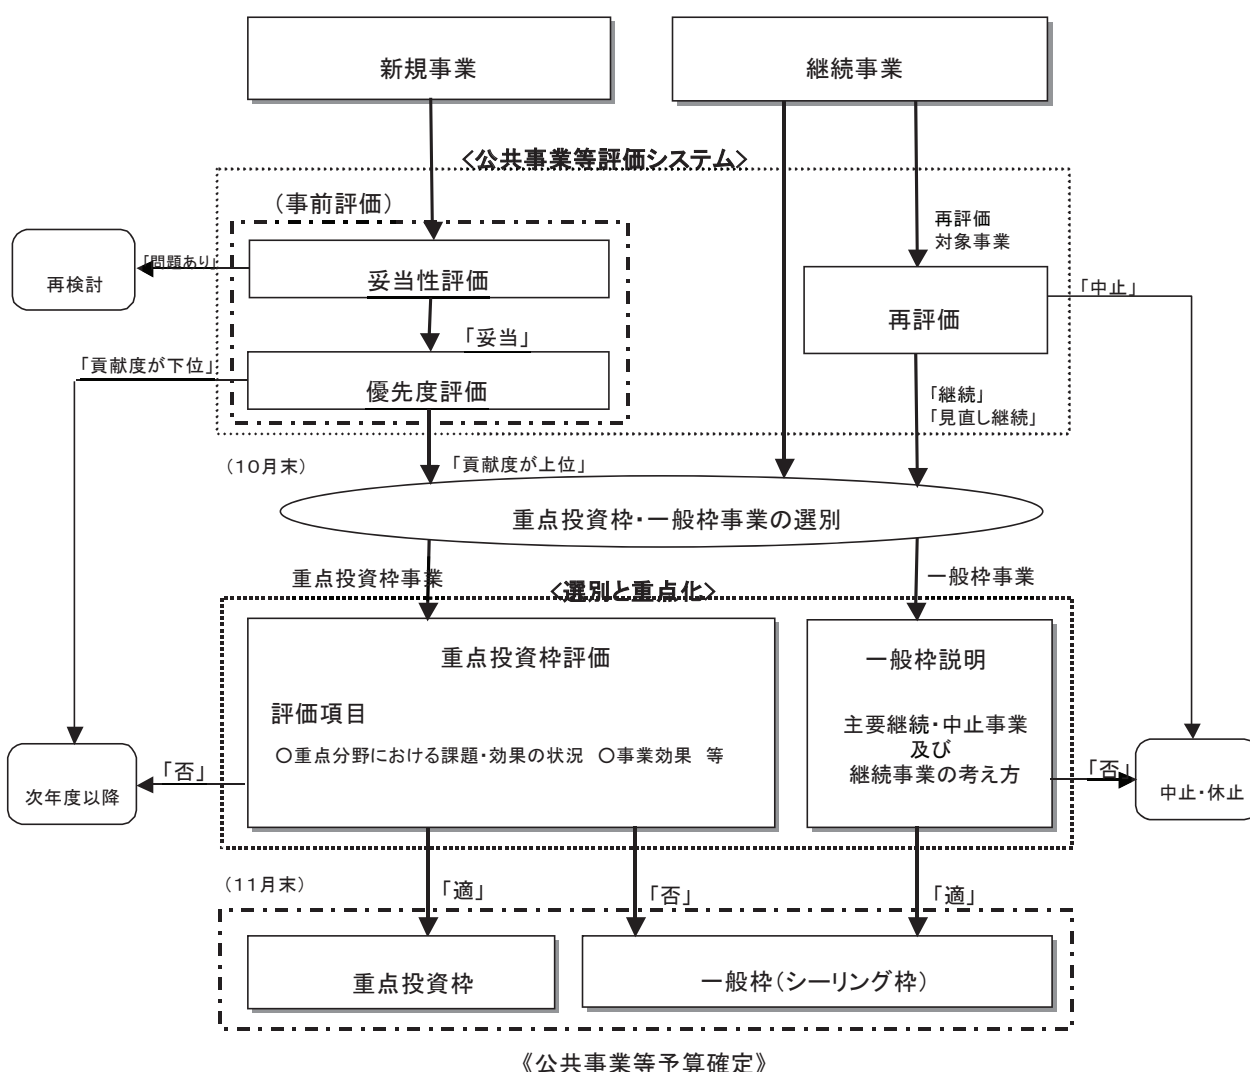 新規事業
継続事業
<公共事業等評価システム>
（事前評価）
再評価
対象事業
「問題あり」
再検討
妥当性評価
「中止」
再評価
「妥当」
「貢献度が下位」
優先度評価
「継続」
「見直し継続」
（１０月末）
「貢献度が上位」
重点投資枠・一般枠事業の選別
重点投資枠事業
一般枠事業
<選別と重点化>
重点投資枠評価
一般枠説明
評価項目
主要継続・中止事業
及び
継続事業の考え方
○重点分野における課題・効果の状況　○事業効果　等
「否」
「否」
次年度以降
中止・休止
（１１月末）
「適」
「否」
「適」
重点投資枠
一般枠（シーリング枠）
《公共事業等予算確定》